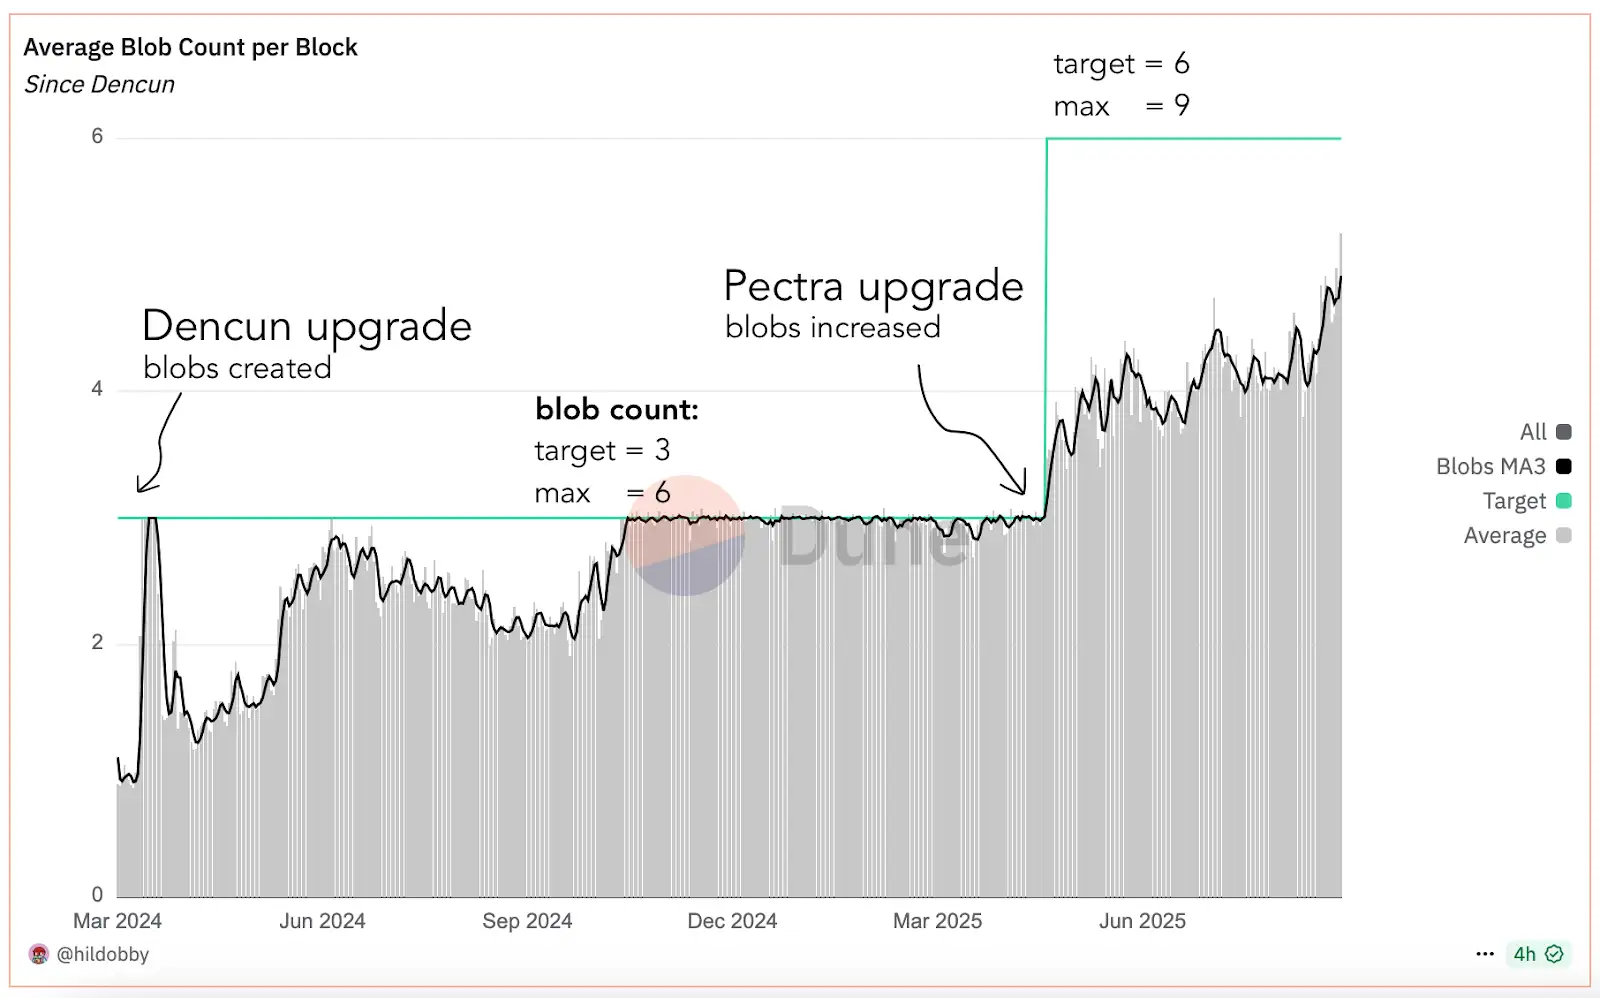 Average Blob Count per Block
Since Dencun
target = 6
max = 9
6
Pectra upgrade
blobs increased
Dencun upgrade
blobs created
4
blob count:
target = 3
max = 6
All
Blobs MA3
Target
Average
Dune
2
0
Mar 2024
Jun 2024
Sep 2024
Dec 2024
Mar 2025
Jun 2025
@hildobby
4h